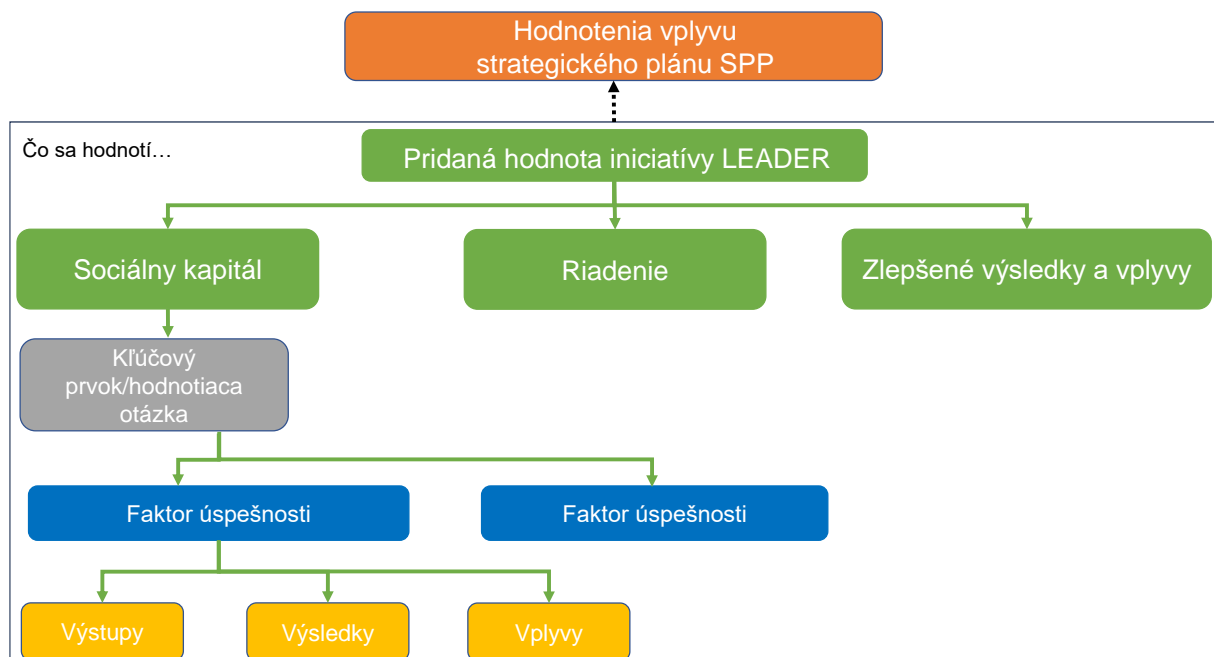 Hodnotenia vplyvu
strategického plánu SPP
Čo sa hodnotí…
Pridaná hodnota iniciatívy LEADER
Sociálny kapitál
Riadenie
Zlepšené výsledky a vplyvy
Kľúčový
prvok/hodnotiaca
otázka
Faktor úspešnosti
Faktor úspešnosti
Výstupy
Výsledky
Vplyvy